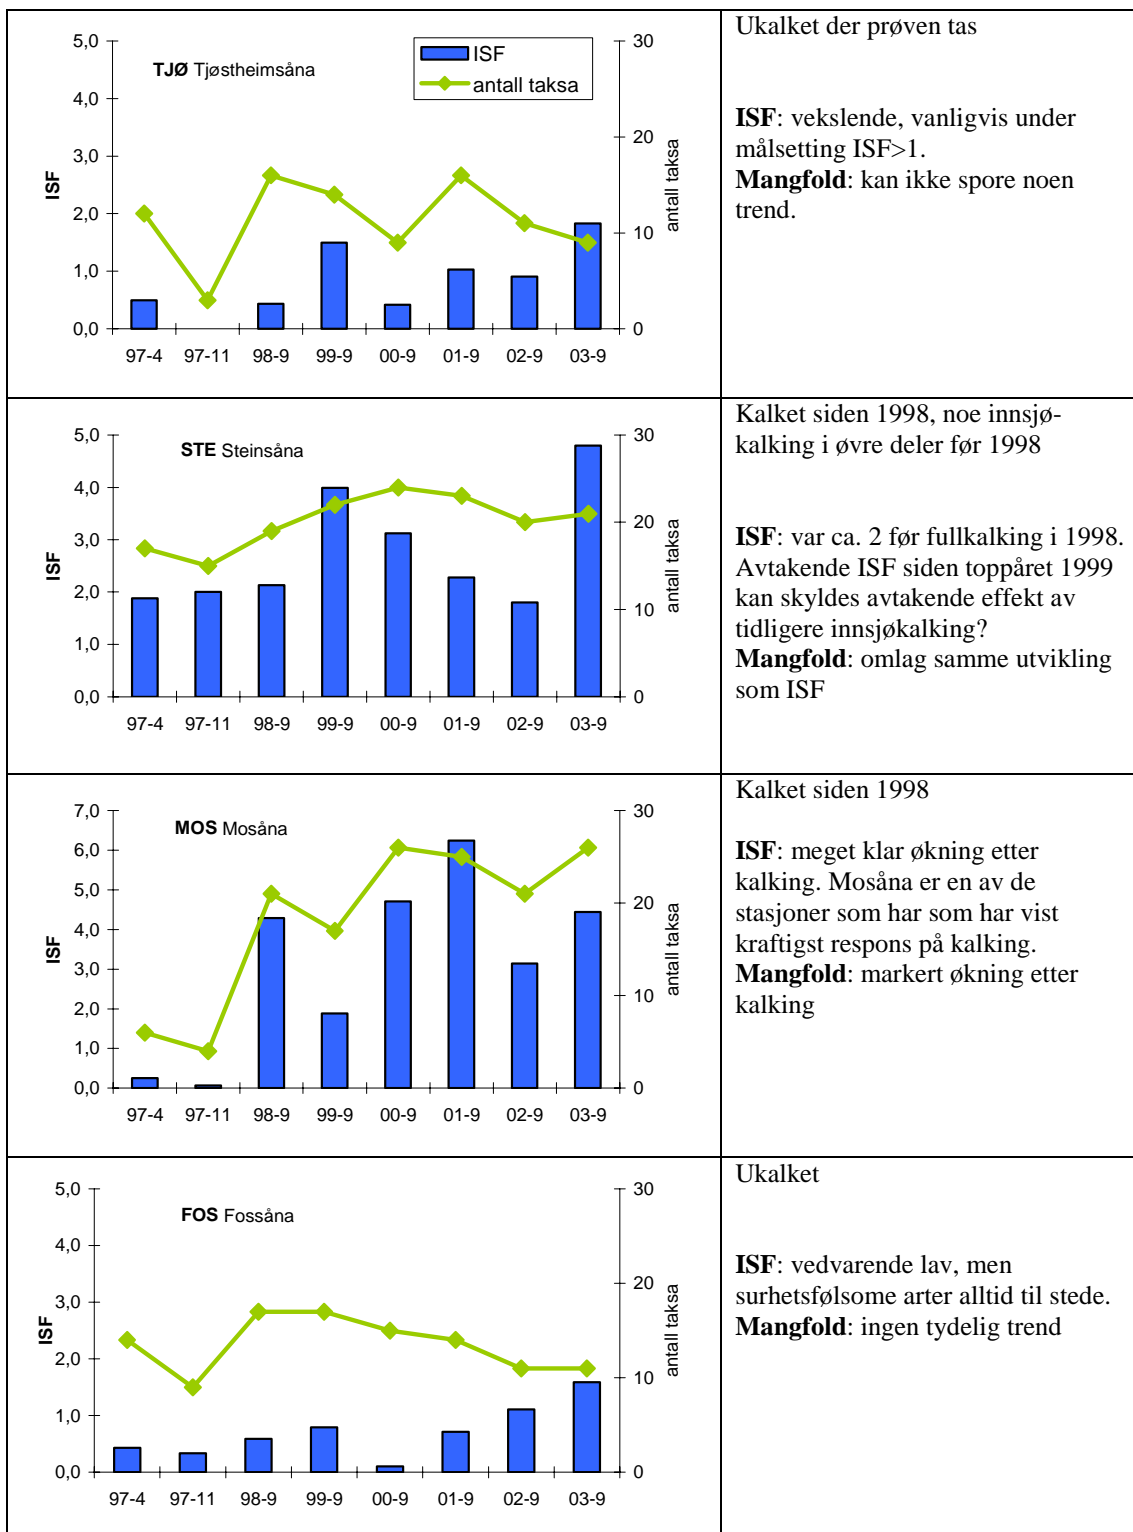 TJØ Tjøstheimsåna
ISF
antall taksa
5,0
4,0
3,0
2,0
1,0
0,0
ISF
30
20
10
0
antall taksa
97-4 97-11 98-9 99-9 00-9 01-9 02-9 03-9
Ukalket der prøven tas
ISF: vekslende, vanligvis under
målsetting ISF>1.
Mangfold: kan ikke spore noen
trend.
STE Steinsåna
5,0
4,0
3,0
2,0
1,0
0,0
ISF
30
20
10
0
antall taksa
97-4 97-11 98-9 99-9 00-9 01-9 02-9 03-9
Kalket siden 1998, noe innsjø-
kalking i øvre deler før 1998
ISF: var ca. 2 før fullkalking i 1998.
Avtakende ISF siden toppåret 1999
kan skyldes avtakende effekt av
tidligere innsjøkalking?
Mangfold: omlag samme utvikling
som ISF
MOS Mosåna
7,0
6,0
5,0
4,0
3,0
2,0
1,0
0,0
ISF
30
20
10
0
antall taksa
97-4 97-11 98-9 99-9 00-9 01-9 02-9 03-9
Kalket siden 1998
ISF: meget klar økning etter
kalking. Mosåna er en av de
stasjoner som har som har vist
kraftigst respons på kalking.
Mangfold: markert økning etter
kalking
FOS Fossåna
5,0
4,0
3,0
2,0
1,0
0,0
ISF
30
20
10
0
antall taksa
97-4 97-11 98-9 99-9 00-9 01-9 02-9 03-9
Ukalket
ISF: vedvarende lav, men
surhetsfølsome arter alltid til stede.
Mangfold: ingen tydelig trend